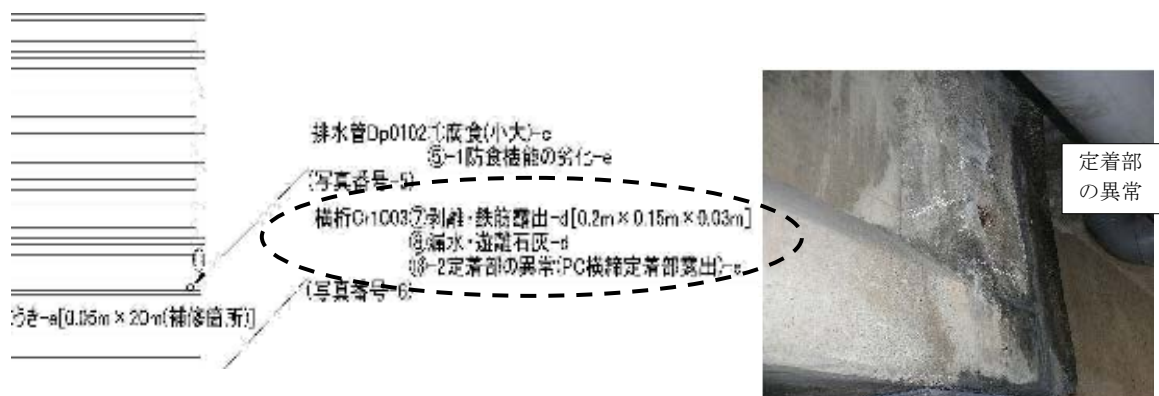 排水管Dp0102①腐食(小大)-c
⑤-1防食機能の劣化-e
(写真番号-5)
横桁Cr1003⑦剥離・鉄筋露出-d[0.2m×0.15m×0.03m]
⑧漏水・遊離石灰-d
⑱-2定着部の異常(PC横締定着部露出)-c
(写真番号-6)
うき-e[0.05m×20m(補修箇所)]
定着部
の異常